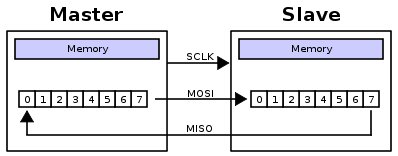 Master Slave
Memory Memory
SCLK
MOSI
0 1 2 3 4 5 6 7 0 1 2 3 4 5 6 7
MISO